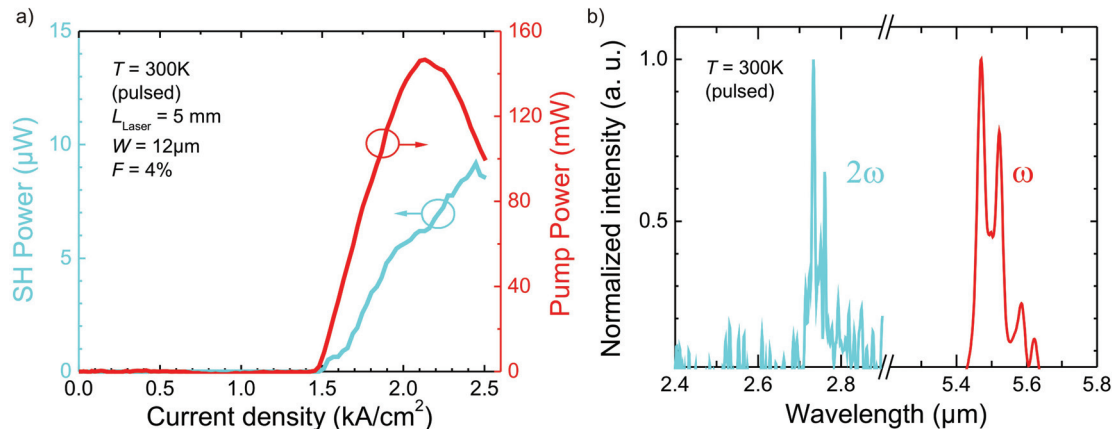 a)
SH Power (µW)
15
10
5
0
T = 300K
(pulsed)
L_Laser = 5 mm
W = 12µm
F = 4%
160
120
80
40
0
Pump Power (mW)
0.0 0.5 1.0 1.5 2.0 2.5
Current density (kA/cm²)
b)
Normalized intensity (a. u.)
1.0
0.5
T = 300K
(pulsed)
2ω
ω
2.4 2.6 2.8 5.4 5.6 5.8
Wavelength (µm)